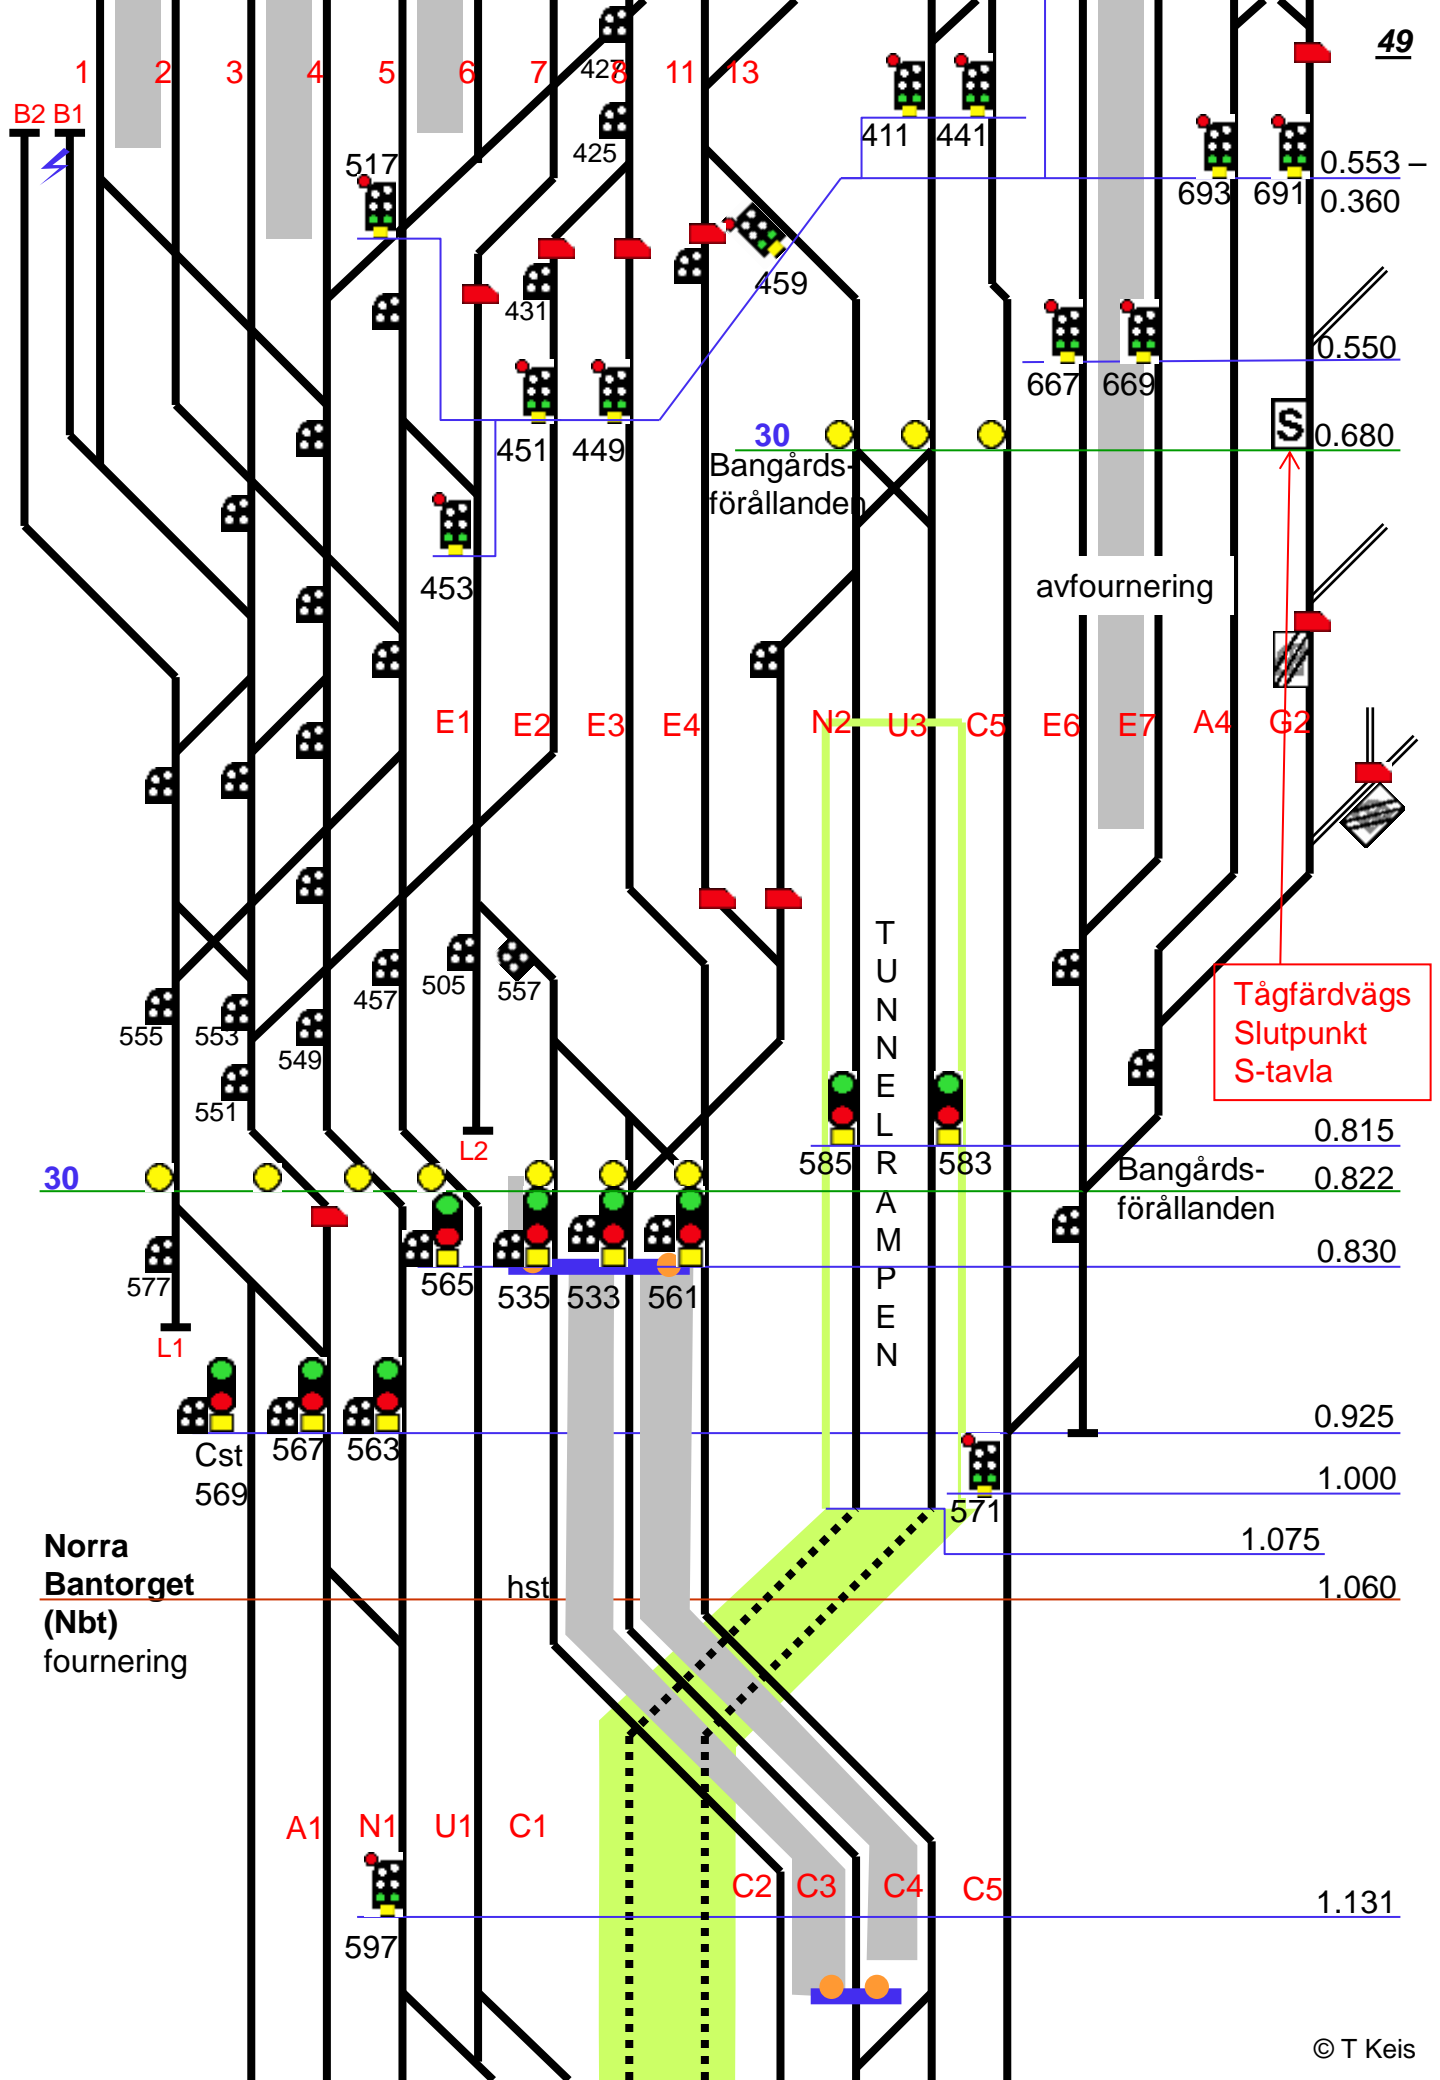 49
1 2 3 4 5 6 7 8 11 13
427
B2 B1
411 441
425
517
693 691
0.553 –
0.360
459
431
667 669
0.550
451 449
30
0.680
S
Bangårds-
förållanden
453
avfournering
E1 E2 E3 E4 N2 U3 C5 E6 E7 A4 G2
TUNNELRAMPEN
Tågfärdvägs
Slutpunkt
S-tavla
555 553 549 457 505 557
551
L2
585 583
0.815
30
Bangårds-
förållanden
0.822
577
565 535 533 561
0.830
L1
0.925
Cst
569
567 563
1.000
571
1.075
Norra
Bantorget
(Nbt)
fournering
hst
1.060
A1 N1 U1 C1
C2 C3 C4 C5
1.131
597
© T Keis